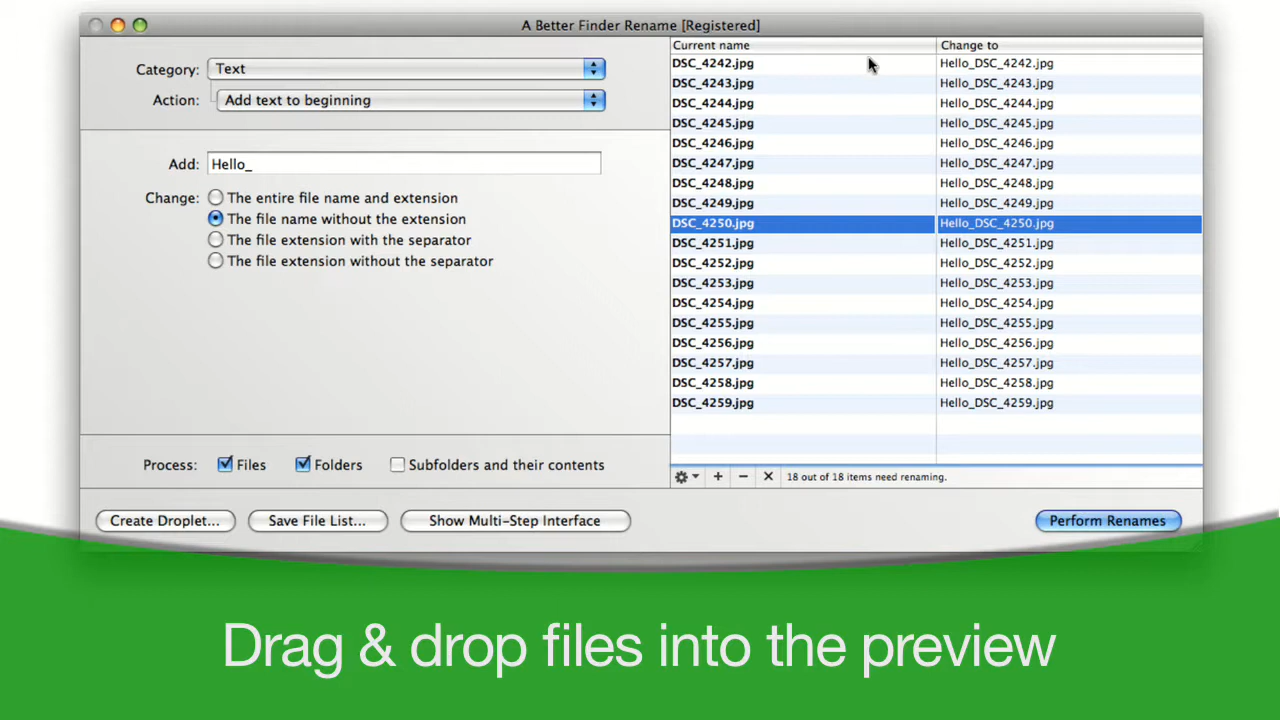 A Better Finder Rename [Registered]
Category: Text
Action: Add text to beginning
Add: Hello_
Change: The entire file name and extension
The file name without the extension
The file extension with the separator
The file extension without the separator
Process: Files Folders Subfolders and their contents
Create Droplet... Save File List... Show Multi-Step Interface
Current name Change to
DSC_4242.jpg Hello_DSC_4242.jpg
DSC_4243.jpg Hello_DSC_4243.jpg
DSC_4244.jpg Hello_DSC_4244.jpg
DSC_4245.jpg Hello_DSC_4245.jpg
DSC_4246.jpg Hello_DSC_4246.jpg
DSC_4247.jpg Hello_DSC_4247.jpg
DSC_4248.jpg Hello_DSC_4248.jpg
DSC_4249.jpg Hello_DSC_4249.jpg
DSC_4250.jpg Hello_DSC_4250.jpg
DSC_4251.jpg Hello_DSC_4251.jpg
DSC_4252.jpg Hello_DSC_4252.jpg
DSC_4253.jpg Hello_DSC_4253.jpg
DSC_4254.jpg Hello_DSC_4254.jpg
DSC_4255.jpg Hello_DSC_4255.jpg
DSC_4256.jpg Hello_DSC_4256.jpg
DSC_4257.jpg Hello_DSC_4257.jpg
DSC_4258.jpg Hello_DSC_4258.jpg
DSC_4259.jpg Hello_DSC_4259.jpg
18 out of 18 items need renaming.
Perform Renames
Drag & drop files into the preview